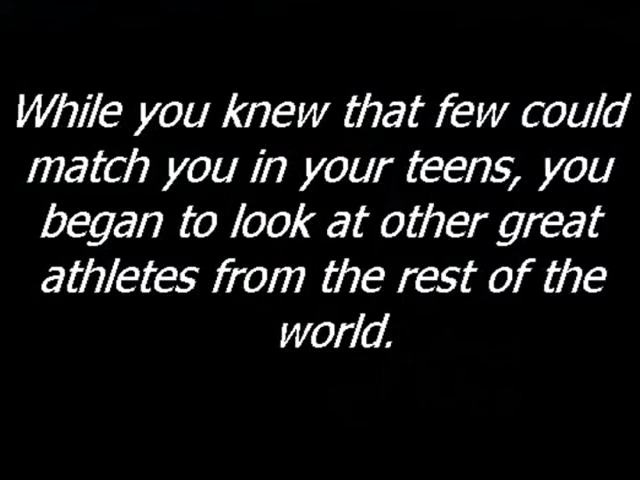 While you knew that few could
match you in your teens, you
began to look at other great
athletes from the rest of the
world.